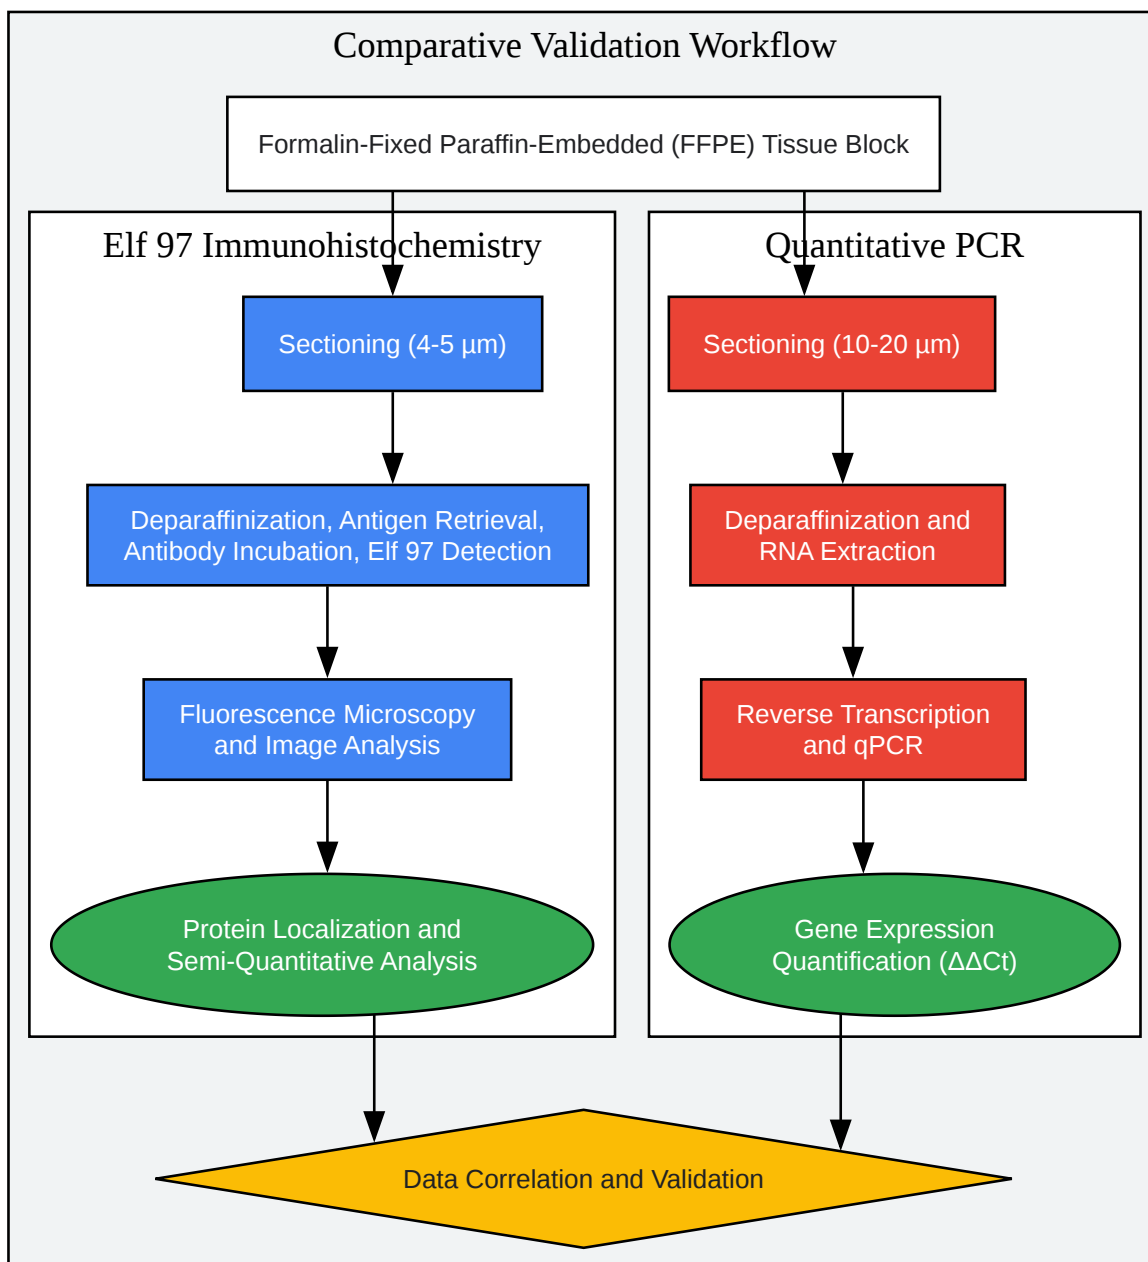 Comparative Validation Workflow
Formalin-Fixed Paraffin-Embedded (FFPE) Tissue Block
Elf 97 Immunohistochemistry
Sectioning (4-5 µm)
Deparaffinization, Antigen Retrieval,
Antibody Incubation, Elf 97 Detection
Fluorescence Microscopy
and Image Analysis
Protein Localization and
Semi-Quantitative Analysis
Quantitative PCR
Sectioning (10-20 µm)
Deparaffinization and
RNA Extraction
Reverse Transcription
and qPCR
Gene Expression
Quantification (ΔΔCt)
Data Correlation and Validation